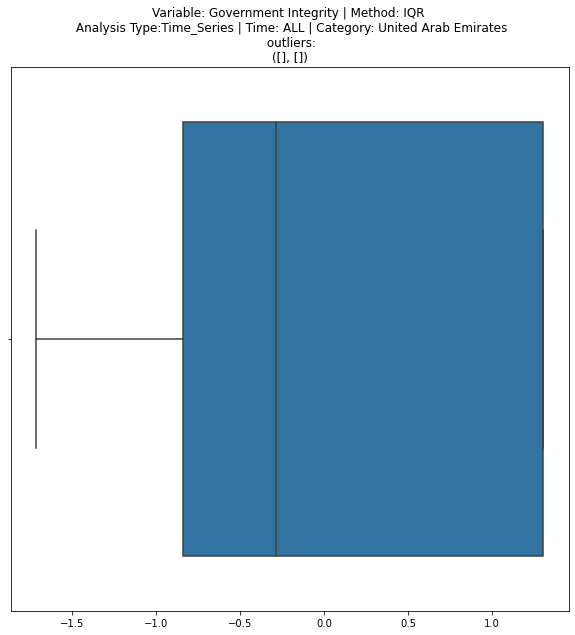 Variable: Government Integrity | Method: IQR
Analysis Type:Time_Series | Time: ALL | Category: United Arab Emirates
outliers:
([], [])
−1.5 −1.0 −0.5 0.0 0.5 1.0